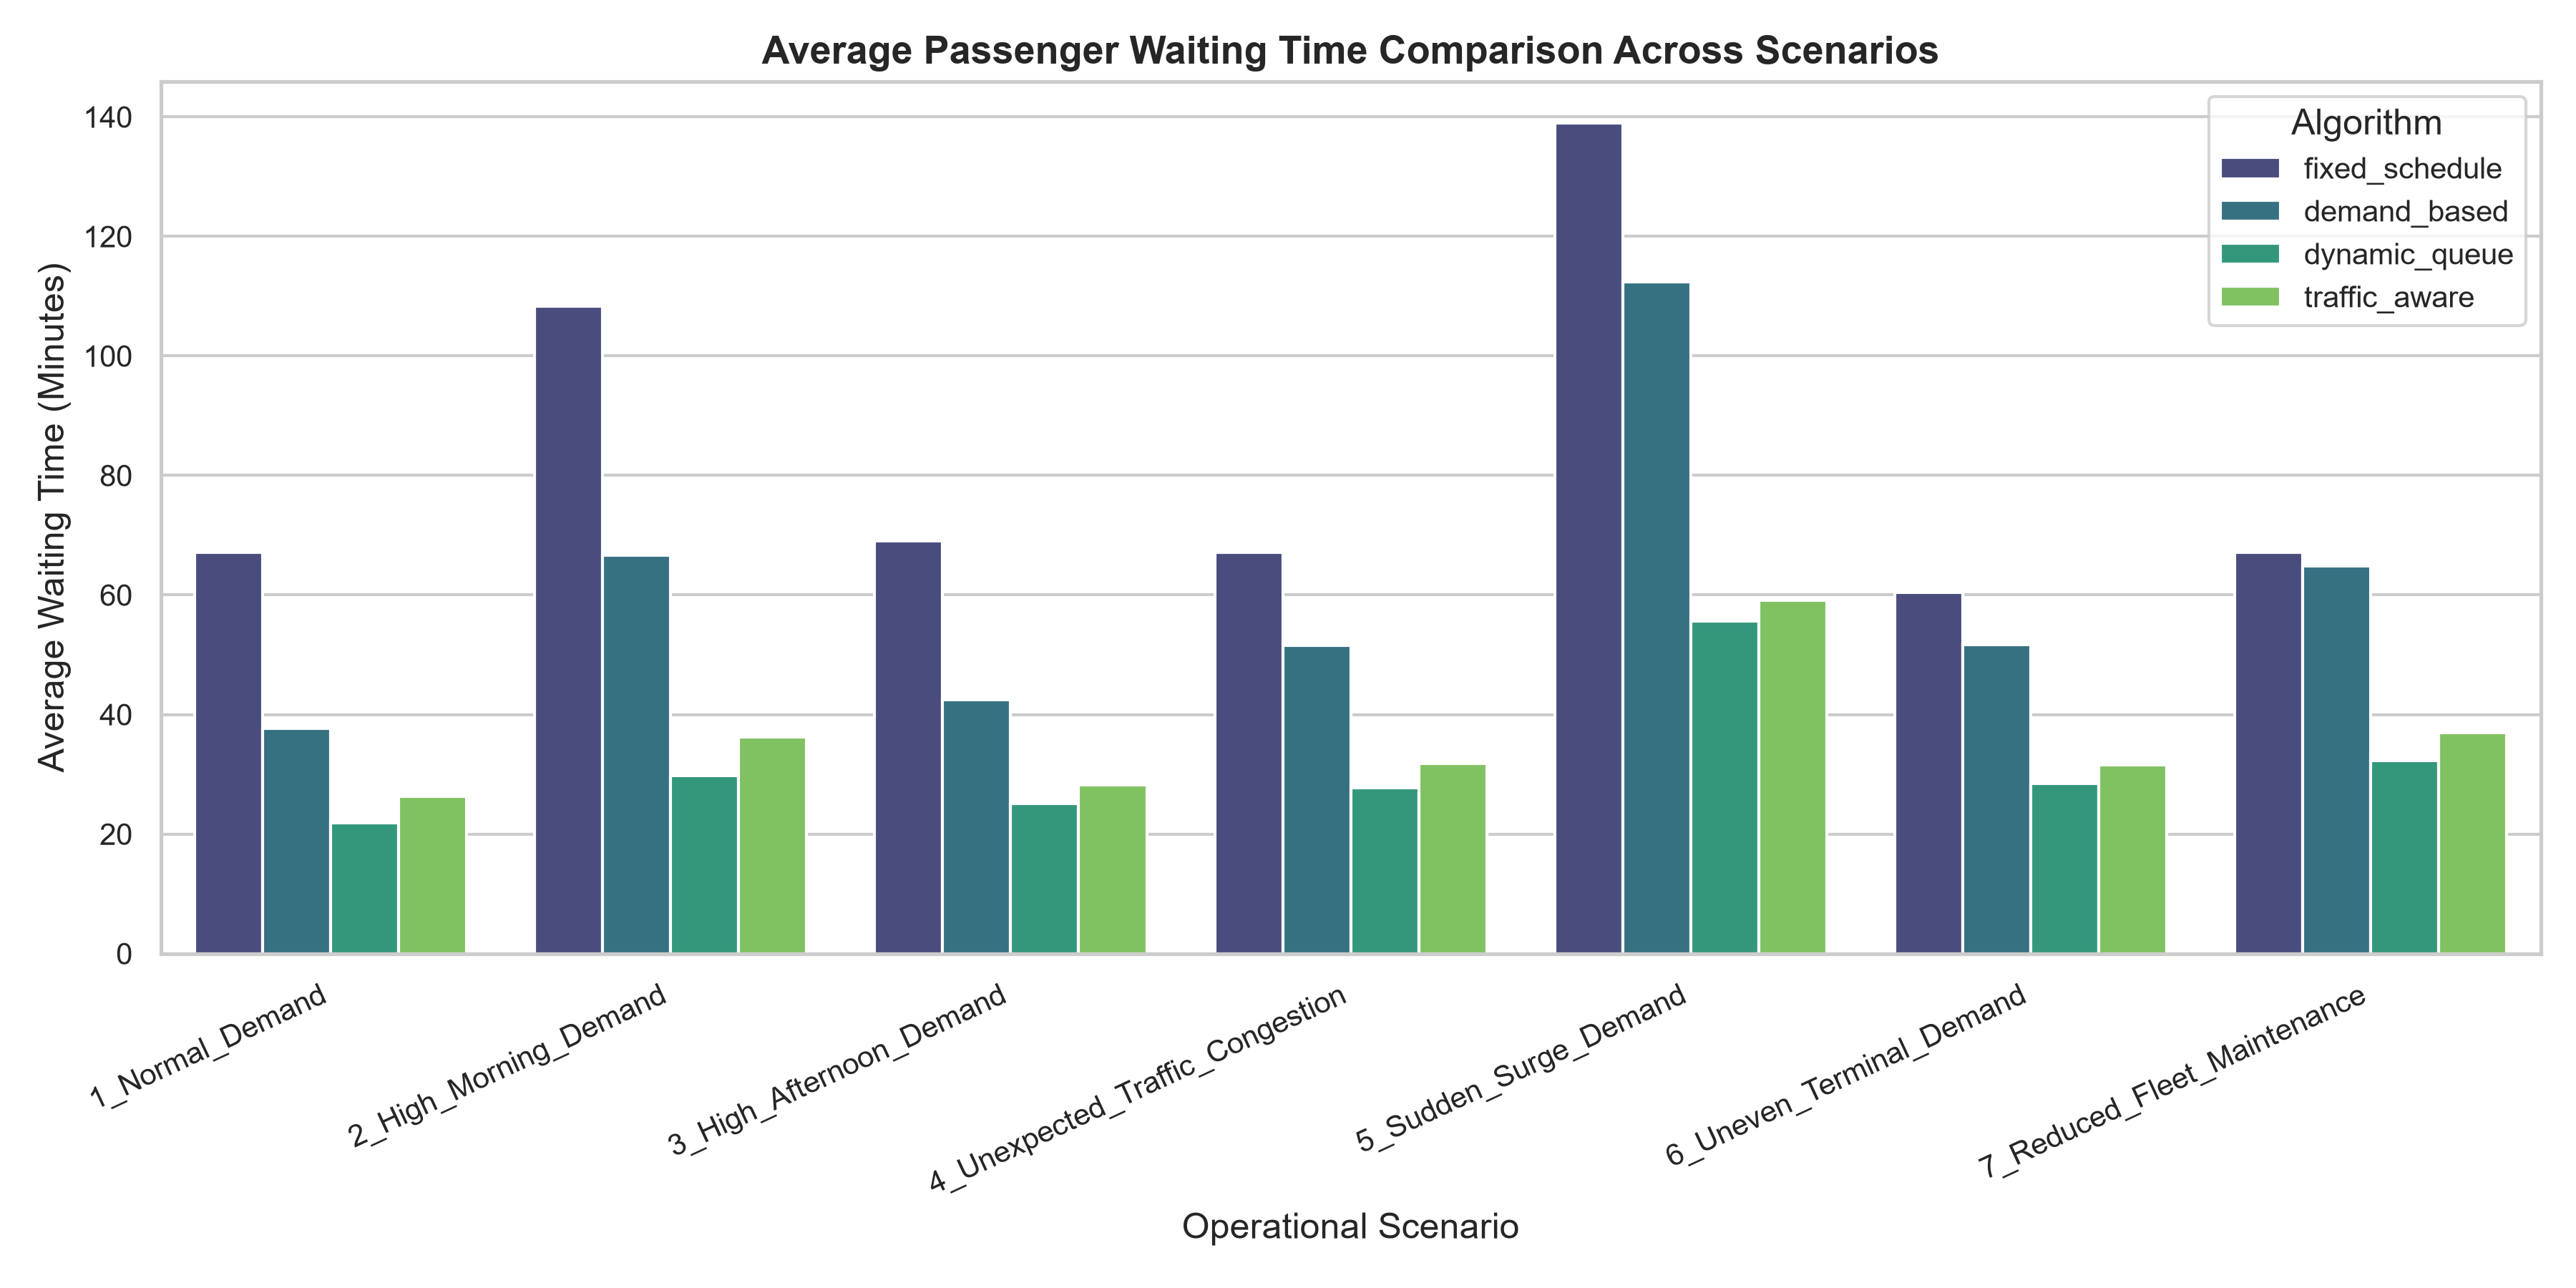 Average Passenger Waiting Time Comparison Across Scenarios
Average Waiting Time (Minutes)
140
120
100
80
60
40
20
0
Algorithm
fixed_schedule
demand_based
dynamic_queue
traffic_aware
1_Normal_Demand
2_High_Morning_Demand
3_High_Afternoon_Demand
4_Unexpected_Traffic_Congestion
5_Sudden_Surge_Demand
6_Uneven_Terminal_Demand
7_Reduced_Fleet_Maintenance
Operational Scenario